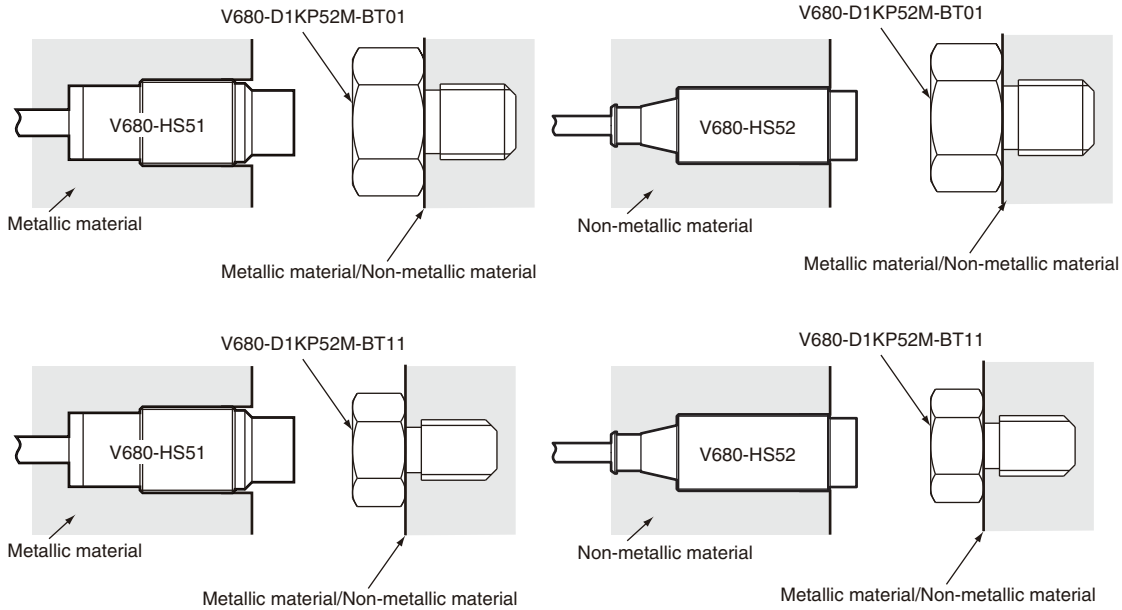 V680-D1KP52M-BT01
V680-HS51
Metallic material
Metallic material/Non-metallic material
V680-D1KP52M-BT01
V680-HS52
Non-metallic material
Metallic material/Non-metallic material
V680-D1KP52M-BT11
V680-HS51
Metallic material
Metallic material/Non-metallic material
V680-D1KP52M-BT11
V680-HS52
Non-metallic material
Metallic material/Non-metallic material